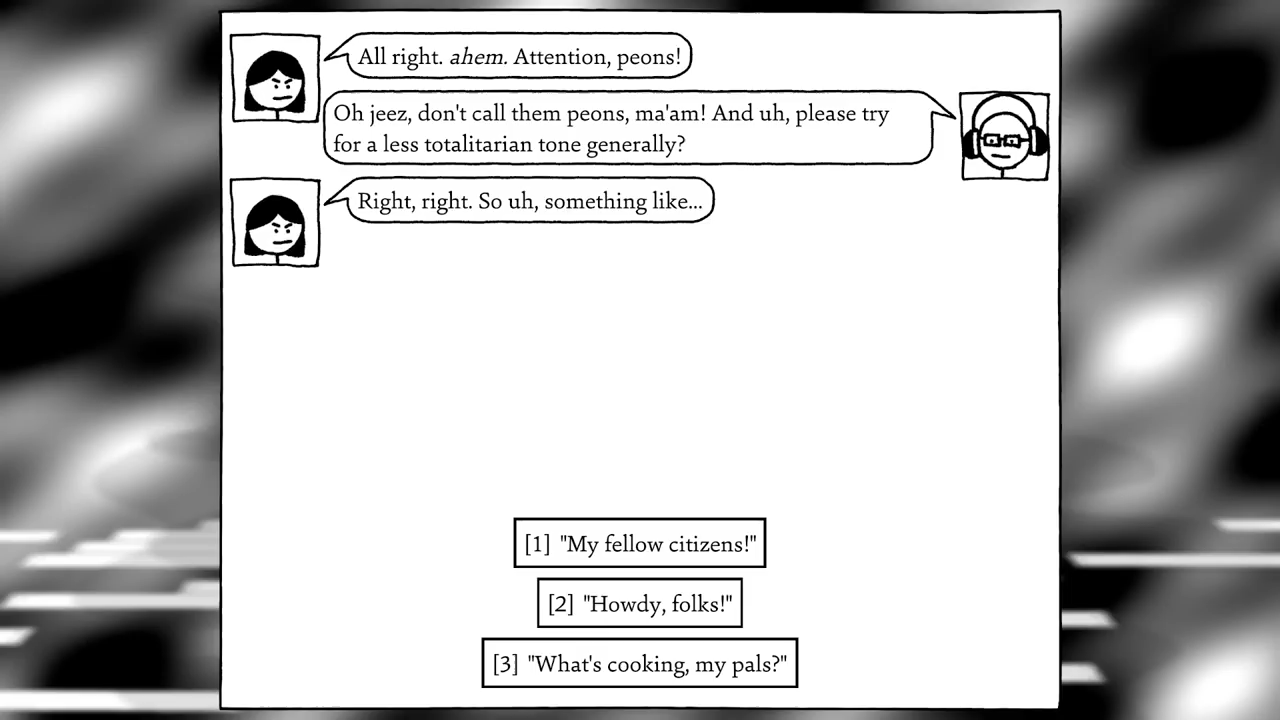 All right. ahem. Attention, peons!
Oh jeez, don't call them peons, ma'am! And uh, please try
for a less totalitarian tone generally?
Right, right. So uh, something like...
[1] "My fellow citizens!"
[2] "Howdy, folks!"
[3] "What's cooking, my pals?"